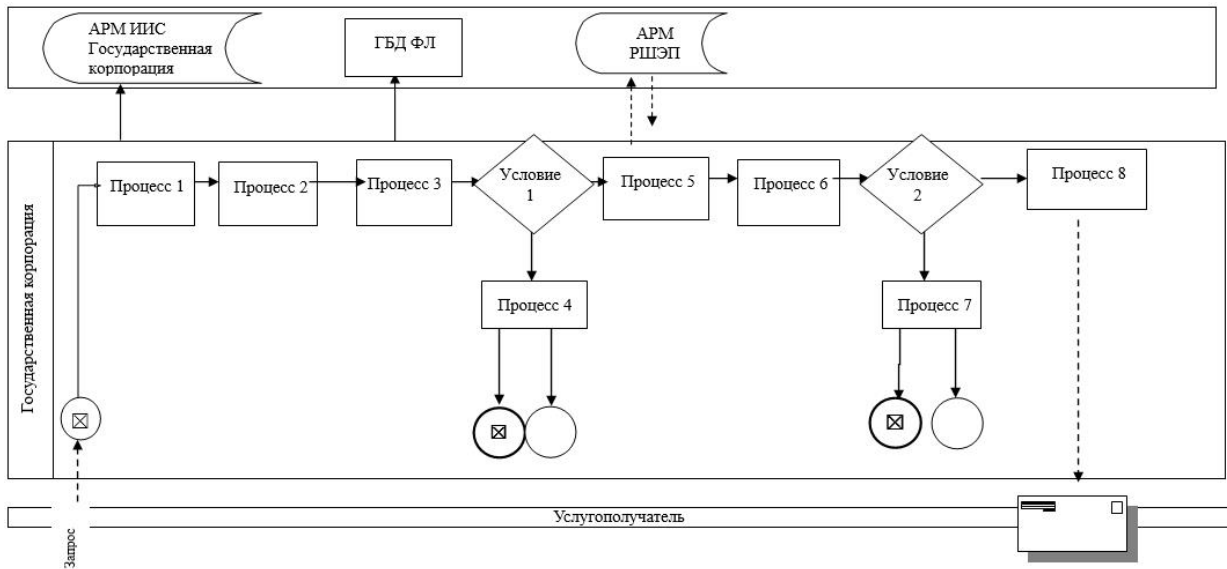 АРМ ИИС
Государственная
корпорация
ГБД ФЛ
АРМ
РШЭП
Государственная корпорация
Процесс 1
Процесс 2
Процесс 3
Условие
1
Процесс 5
Процесс 6
Условие
2
Процесс 8
Процесс 4
Процесс 7
Услугополучатель
Запрос